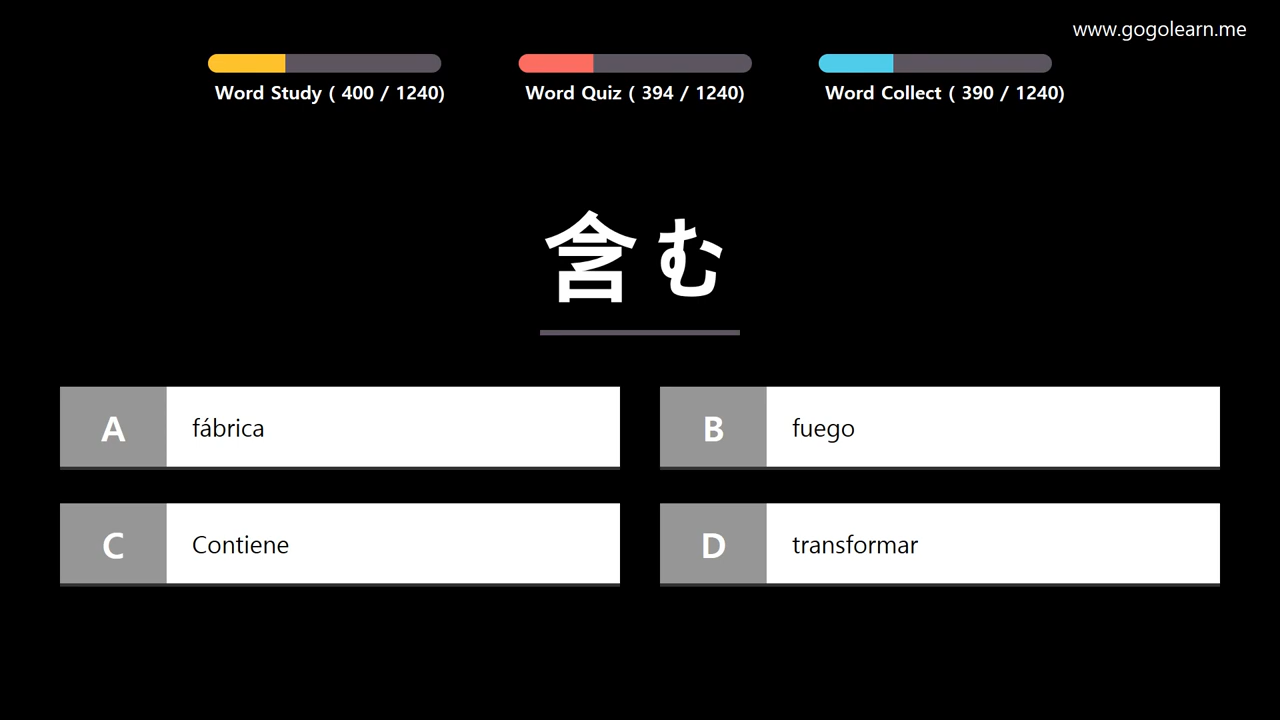 www.gogolearn.me
Word Study ( 400 / 1240)
Word Quiz ( 394 / 1240)
Word Collect ( 390 / 1240)
含む
A fábrica
B fuego
C Contiene
D transformar